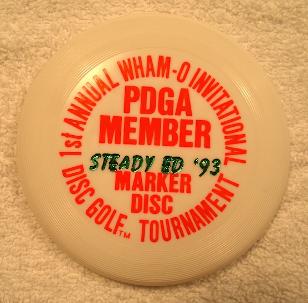 1st ANNUAL WHAM-O INVITATIONAL
PDGA
MEMBER
STEADY ED '93
MARKER
DISC
DISC GOLF™ TOURNAMENT